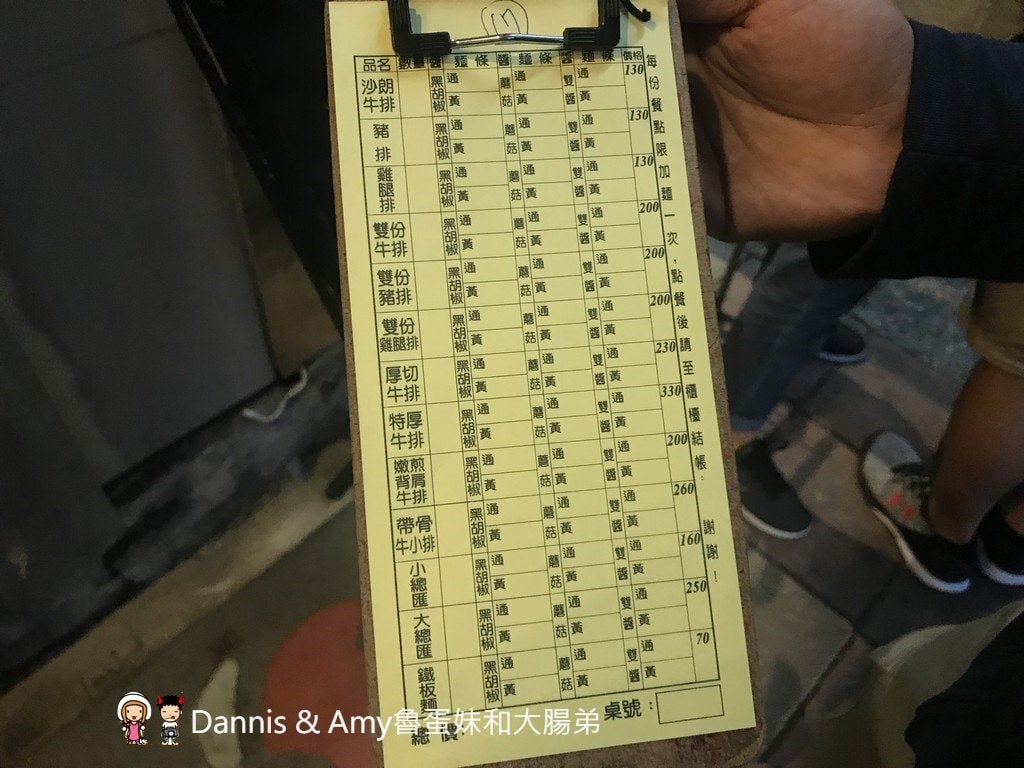 M
品名 數量 醬 麵條 醬 麵條 醬 麵條 價格
沙朗牛排 黑胡椒 通 黃 蘑菇 通 黃 雙醬 通 黃 130
豬排 黑胡椒 通 黃 蘑菇 通 黃 雙醬 通 黃 130
雞腿排 黑胡椒 通 黃 蘑菇 通 黃 雙醬 通 黃 130
雙份牛排 黑胡椒 通 黃 蘑菇 通 黃 雙醬 通 黃 200
雙份豬排 黑胡椒 通 黃 蘑菇 通 黃 雙醬 通 黃 200
雙份雞腿排 黑胡椒 通 黃 蘑菇 通 黃 雙醬 通 黃 200
厚切牛排 黑胡椒 通 黃 蘑菇 通 黃 雙醬 通 黃 230
特厚牛排 黑胡椒 通 黃 蘑菇 通 黃 雙醬 通 黃 330
嫩煎背肩牛排 黑胡椒 通 黃 蘑菇 通 黃 雙醬 通 黃 200
帶骨牛小排 黑胡椒 通 黃 蘑菇 通 黃 雙醬 通 黃 260
小總匯 黑胡椒 通 黃 蘑菇 通 黃 雙醬 通 黃 160
大總匯 黑胡椒 通 黃 蘑菇 通 黃 雙醬 通 黃 250
鐵板麵 黑胡椒 通 黃 蘑菇 通 黃 雙醬 通 黃 70
總價: 桌號:
每份餐點限加麵一次,點餐後請至櫃檯結帳。謝謝!
Dannis & Amy魯蛋妹和大腸弟